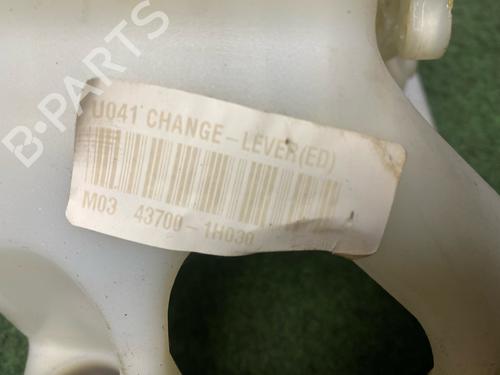 B-PARTS
U041 CHANGE-LEVER(ED)
M03 43700-1H030